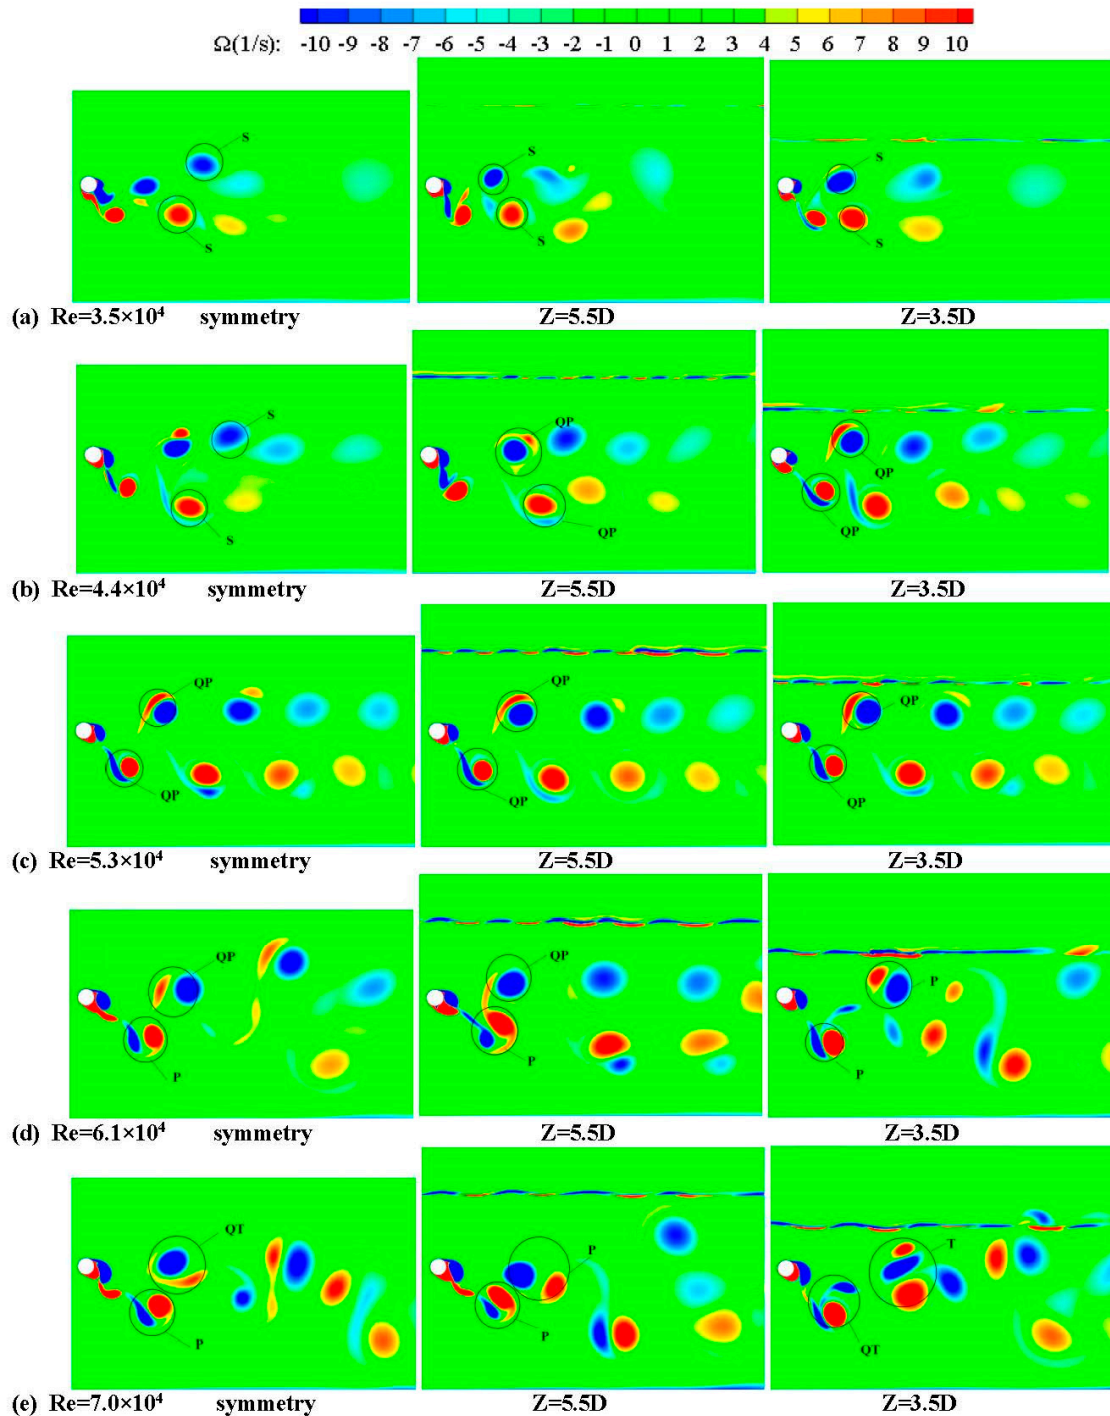 Ω(1/s): -10 -9 -8 -7 -6 -5 -4 -3 -2 -1 0 1 2 3 4 5 6 7 8 9 10
S S S
S S S
(a) Re=3.5×10⁴ symmetry Z=5.5D Z=3.5D
S QP QP
S QP QP
(b) Re=4.4×10⁴ symmetry Z=5.5D Z=3.5D
QP QP QP
QP QP QP
(c) Re=5.3×10⁴ symmetry Z=5.5D Z=3.5D
QP QP P
P P P
(d) Re=6.1×10⁴ symmetry Z=5.5D Z=3.5D
QT P T
P P QT
(e) Re=7.0×10⁴ symmetry Z=5.5D Z=3.5D